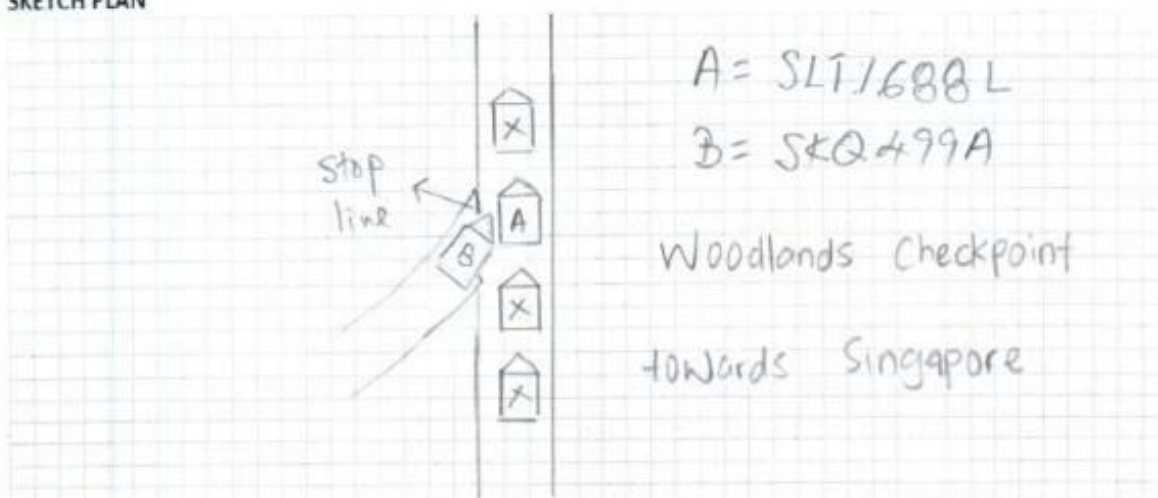 SKETCH PLAN
A = SLT1688L
B = SKQ499A
stop
line
X
A
B
X
X
Woodlands Checkpoint
towards Singapore